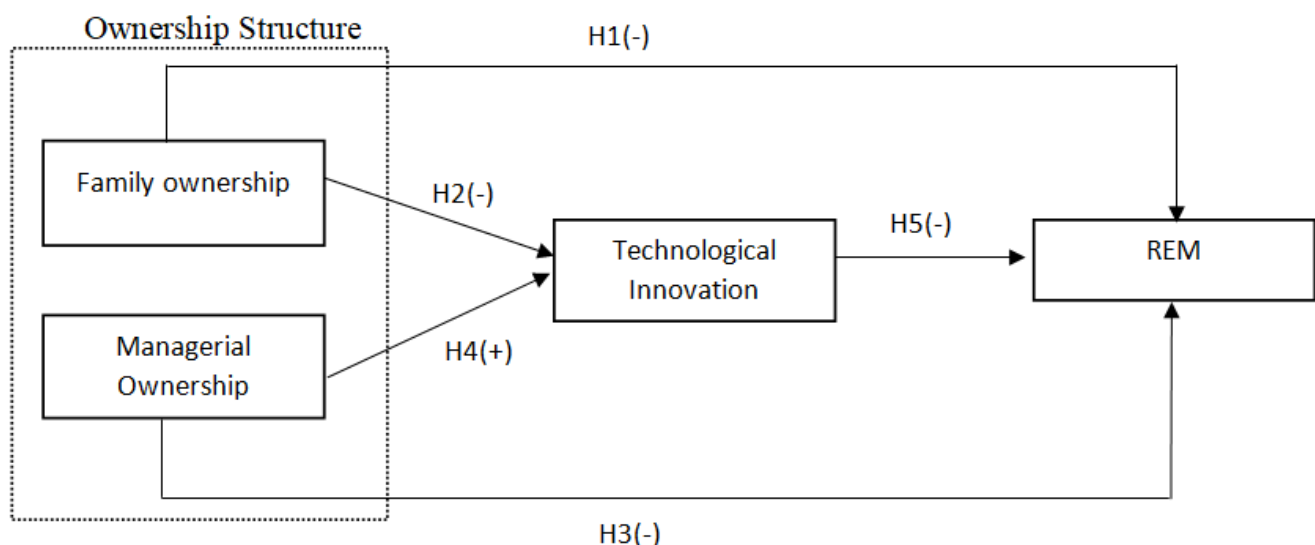 Ownership Structure
H1(-)
Family ownership
H2(-)
Technological
Innovation
H5(-)
REM
Managerial
Ownership
H4(+)
H3(-)